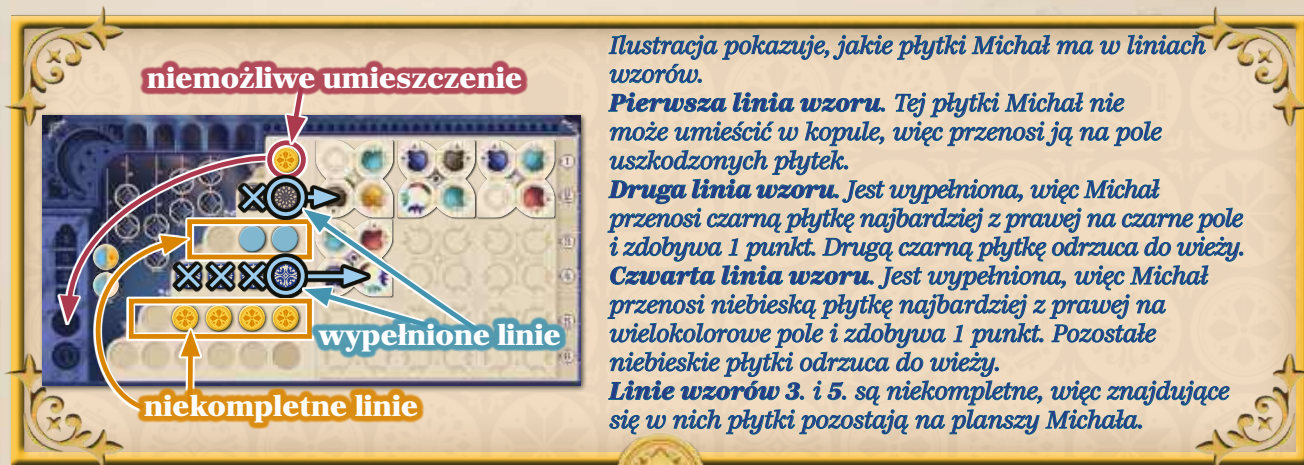 niemożliwe umieszczenie
wypełnione linie
niekompletne linie
Ilustracja pokazuje, jakie płytki Michał ma w liniach
wzorów.
Pierwsza linia wzoru. Tej płytki Michał nie
może umieścić w kopule, więc przenosi ją na pole
uszkodzonych płytek.
Druga linia wzoru. Jest wypełniona, więc Michał
przenosi czarną płytkę najbardziej z prawej na czarne pole
i zdobywa 1 punkt. Drugą czarną płytkę odrzuca do wieży.
Czwarta linia wzoru. Jest wypełniona, więc Michał
przenosi niebieską płytkę najbardziej z prawej na
wielokolorowe pole i zdobywa 1 punkt. Pozostałe
niebieskie płytki odrzuca do wieży.
Linie wzorów 3. i 5. są niekompletne, więc znajdujące
się w nich płytki pozostają na planszy Michała.